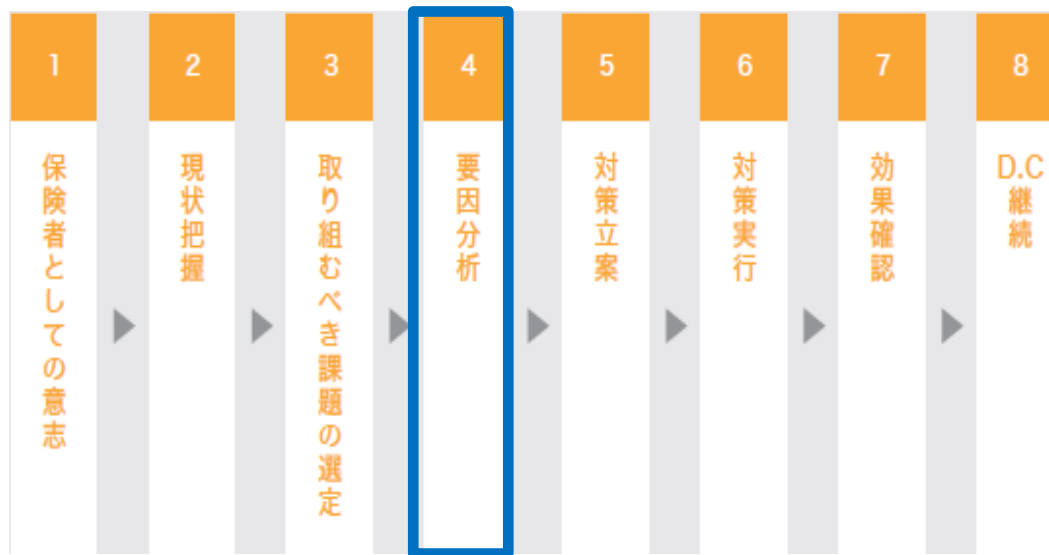 1
保険者としての意志
2
現状把握
3
取り組むべき課題の選定
4
要因分析
5
対策立案
6
対策実行
7
効果確認
8
D.C
継続